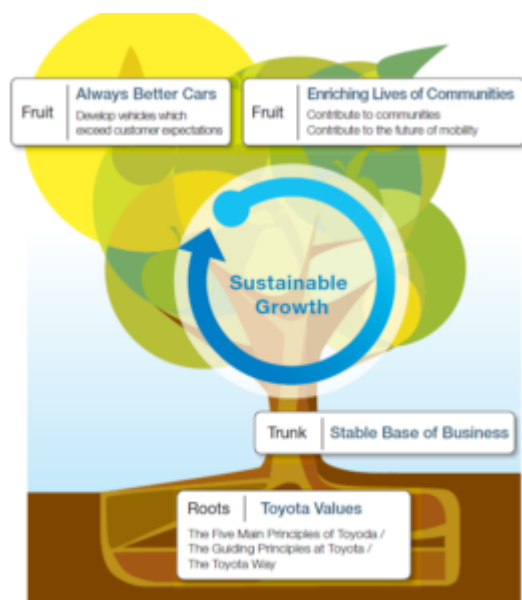 Fruit
Always Better Cars
Develop vehicles which
exceed customer expectations
Fruit
Enriching Lives of Communities
Contribute to communities
Contribute to the future of mobility
Sustainable
Growth
Trunk
Stable Base of Business
Roots
Toyota Values
The Five Main Principles of Toyoda /
The Guiding Principles at Toyota /
The Toyota Way